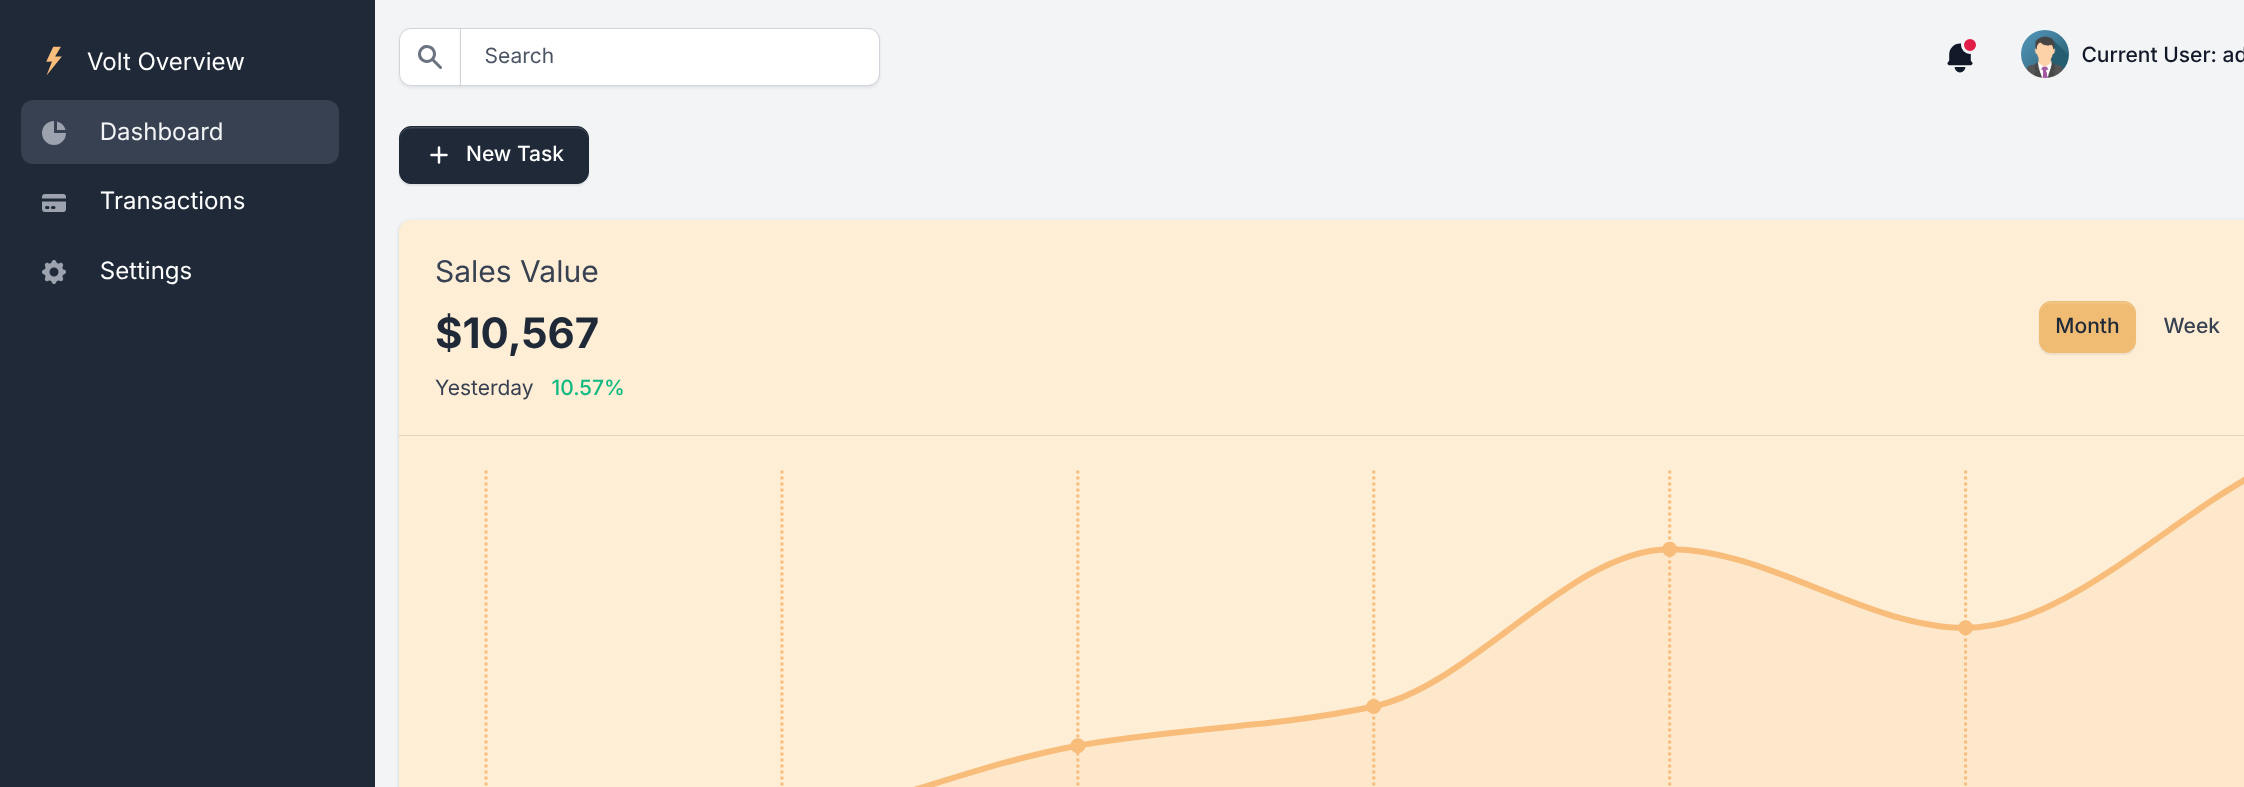 Volt Overview
Dashboard
Transactions
Settings
Search
Current User: ad
New Task
Sales Value
$10,567
Yesterday 10.57%
Month
Week